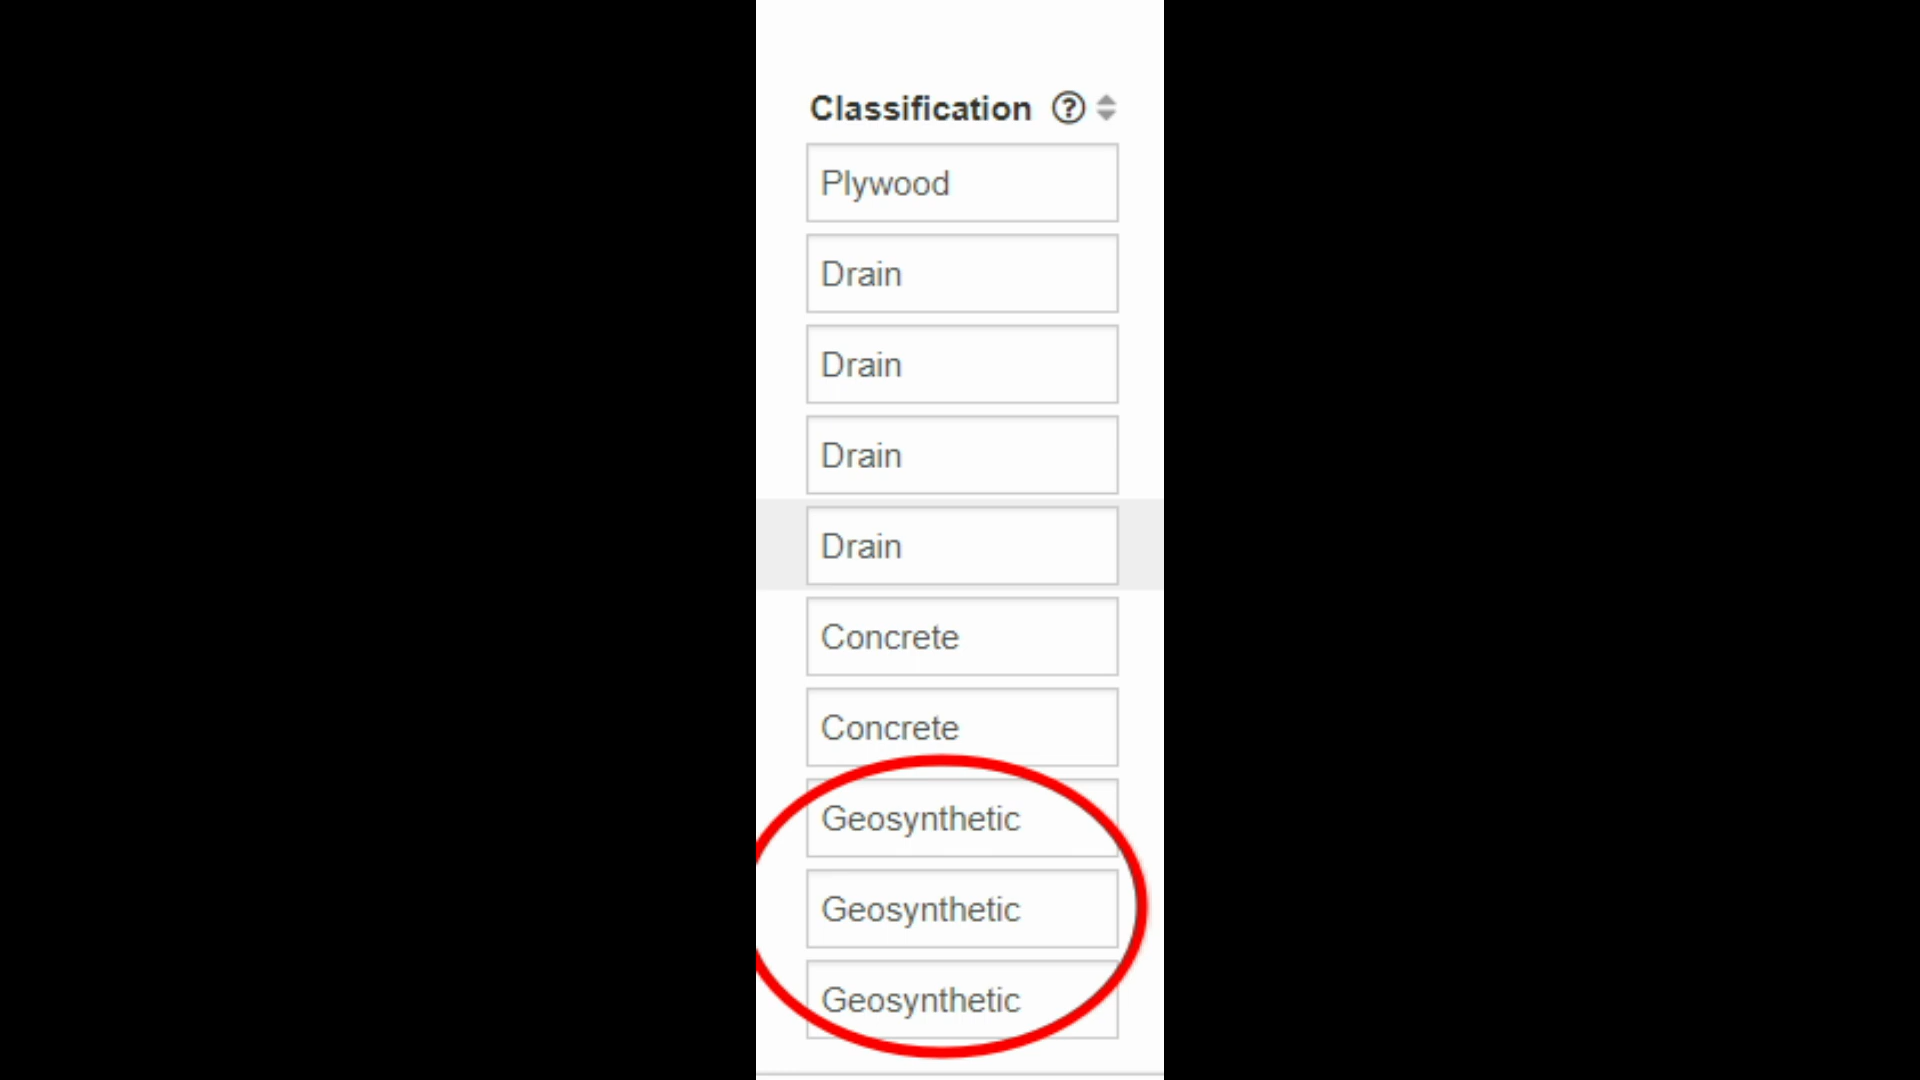 Classification ?
Plywood
Drain
Drain
Drain
Drain
Concrete
Concrete
Geosynthetic
Geosynthetic
Geosynthetic